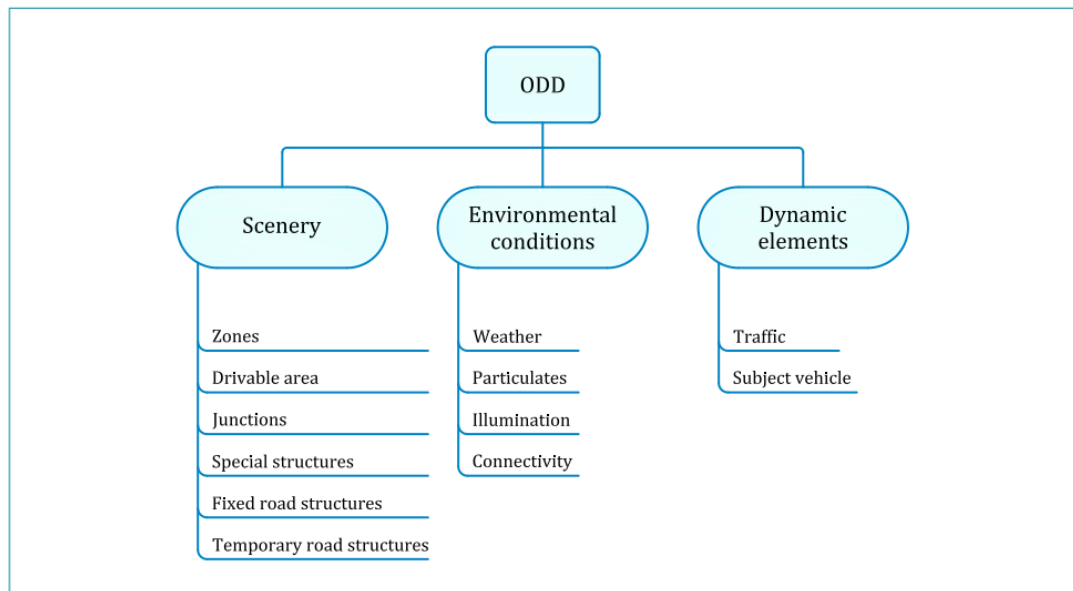 ODD
Scenery
Environmental
conditions
Dynamic
elements
Zones
Drivable area
Junctions
Special structures
Fixed road structures
Temporary road structures
Weather
Particulates
Illumination
Connectivity
Traffic
Subject vehicle